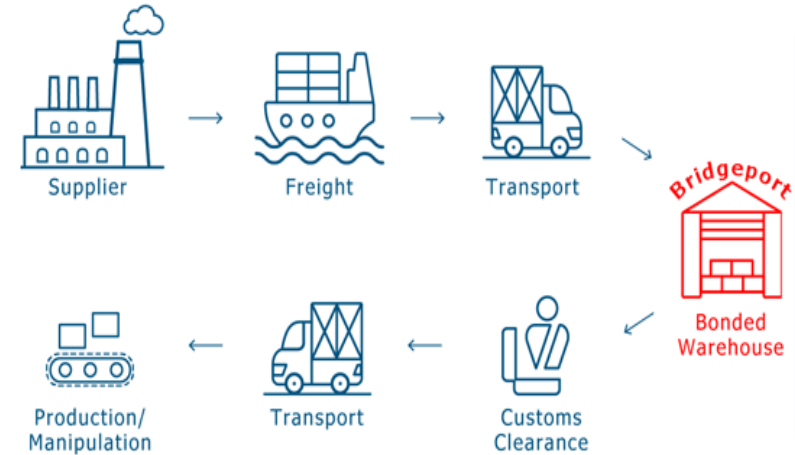 Supplier
Freight
Transport
Bridgeport
Bonded
Warehouse
Production/
Manipulation
Transport
Customs
Clearance